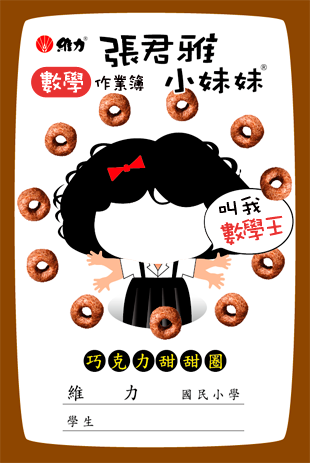 維力 張君雅
數學 作業簿 小妹妹®
叫我
數學王
巧克力甜甜圈
維 力 國民小學
學生